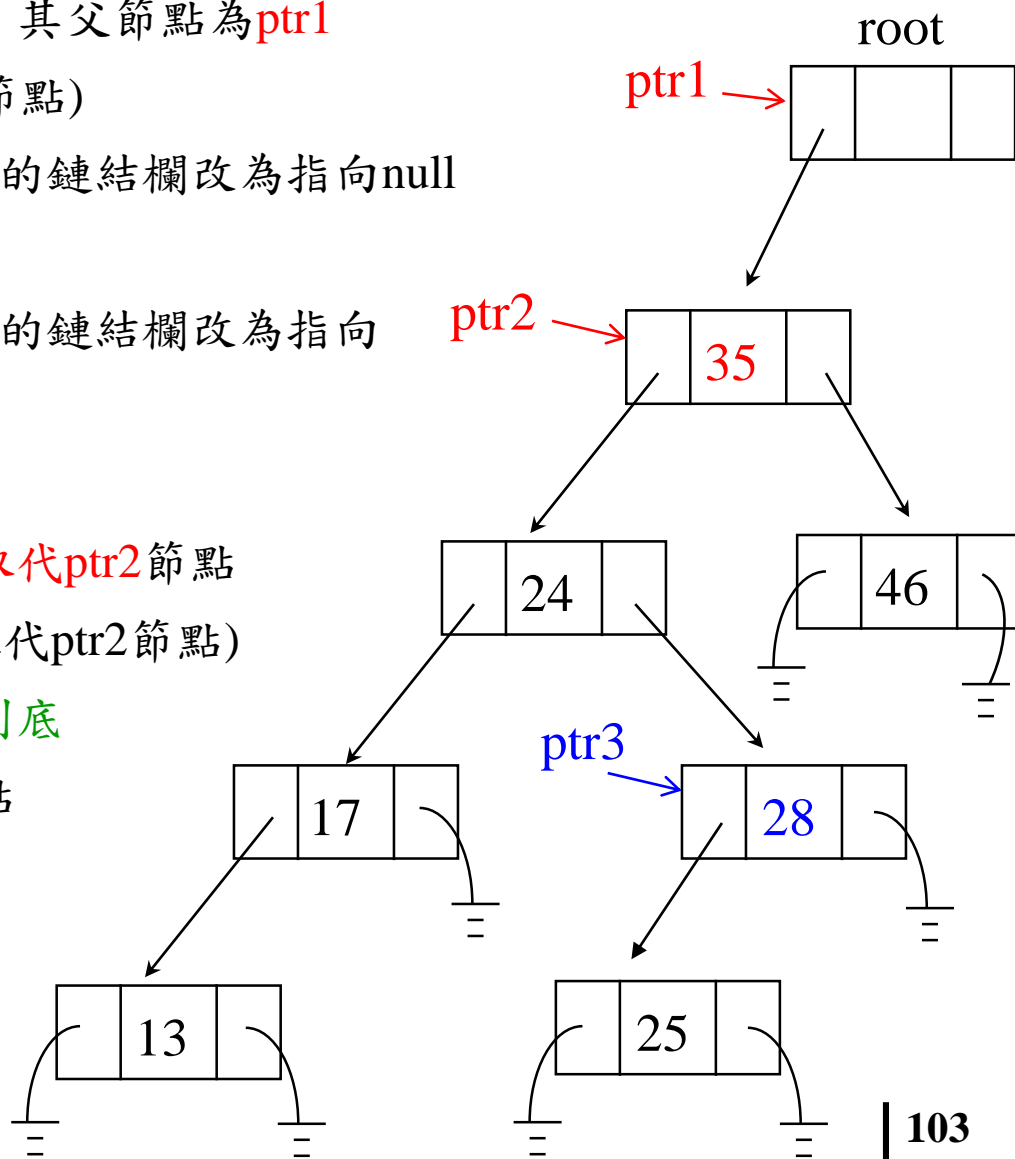 其父節點為ptr1
節點)
的鏈結欄改為指向null
的鏈結欄改為指向
取代ptr2節點
代ptr2節點)
到底
點
root
ptr1
ptr2
35
24
46
ptr3
17
28
13
25
103